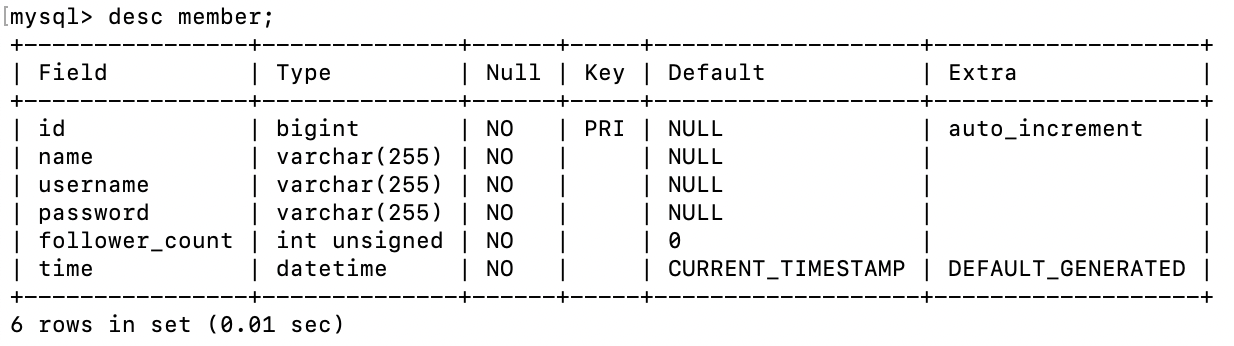 [mysql> desc member;
+----------------+--------------+------+-----+-------------------+-------------------+
| Field          | Type         | Null | Key | Default           | Extra             |
+----------------+--------------+------+-----+-------------------+-------------------+
| id             | bigint       | NO   | PRI | NULL              | auto_increment    |
| name           | varchar(255) | NO   |     | NULL              |                   |
| username       | varchar(255) | NO   |     | NULL              |                   |
| password       | varchar(255) | NO   |     | NULL              |                   |
| follower_count | int unsigned | NO   |     | 0                 |                   |
| time           | datetime     | NO   |     | CURRENT_TIMESTAMP | DEFAULT_GENERATED |
+----------------+--------------+------+-----+-------------------+-------------------+
6 rows in set (0.01 sec)